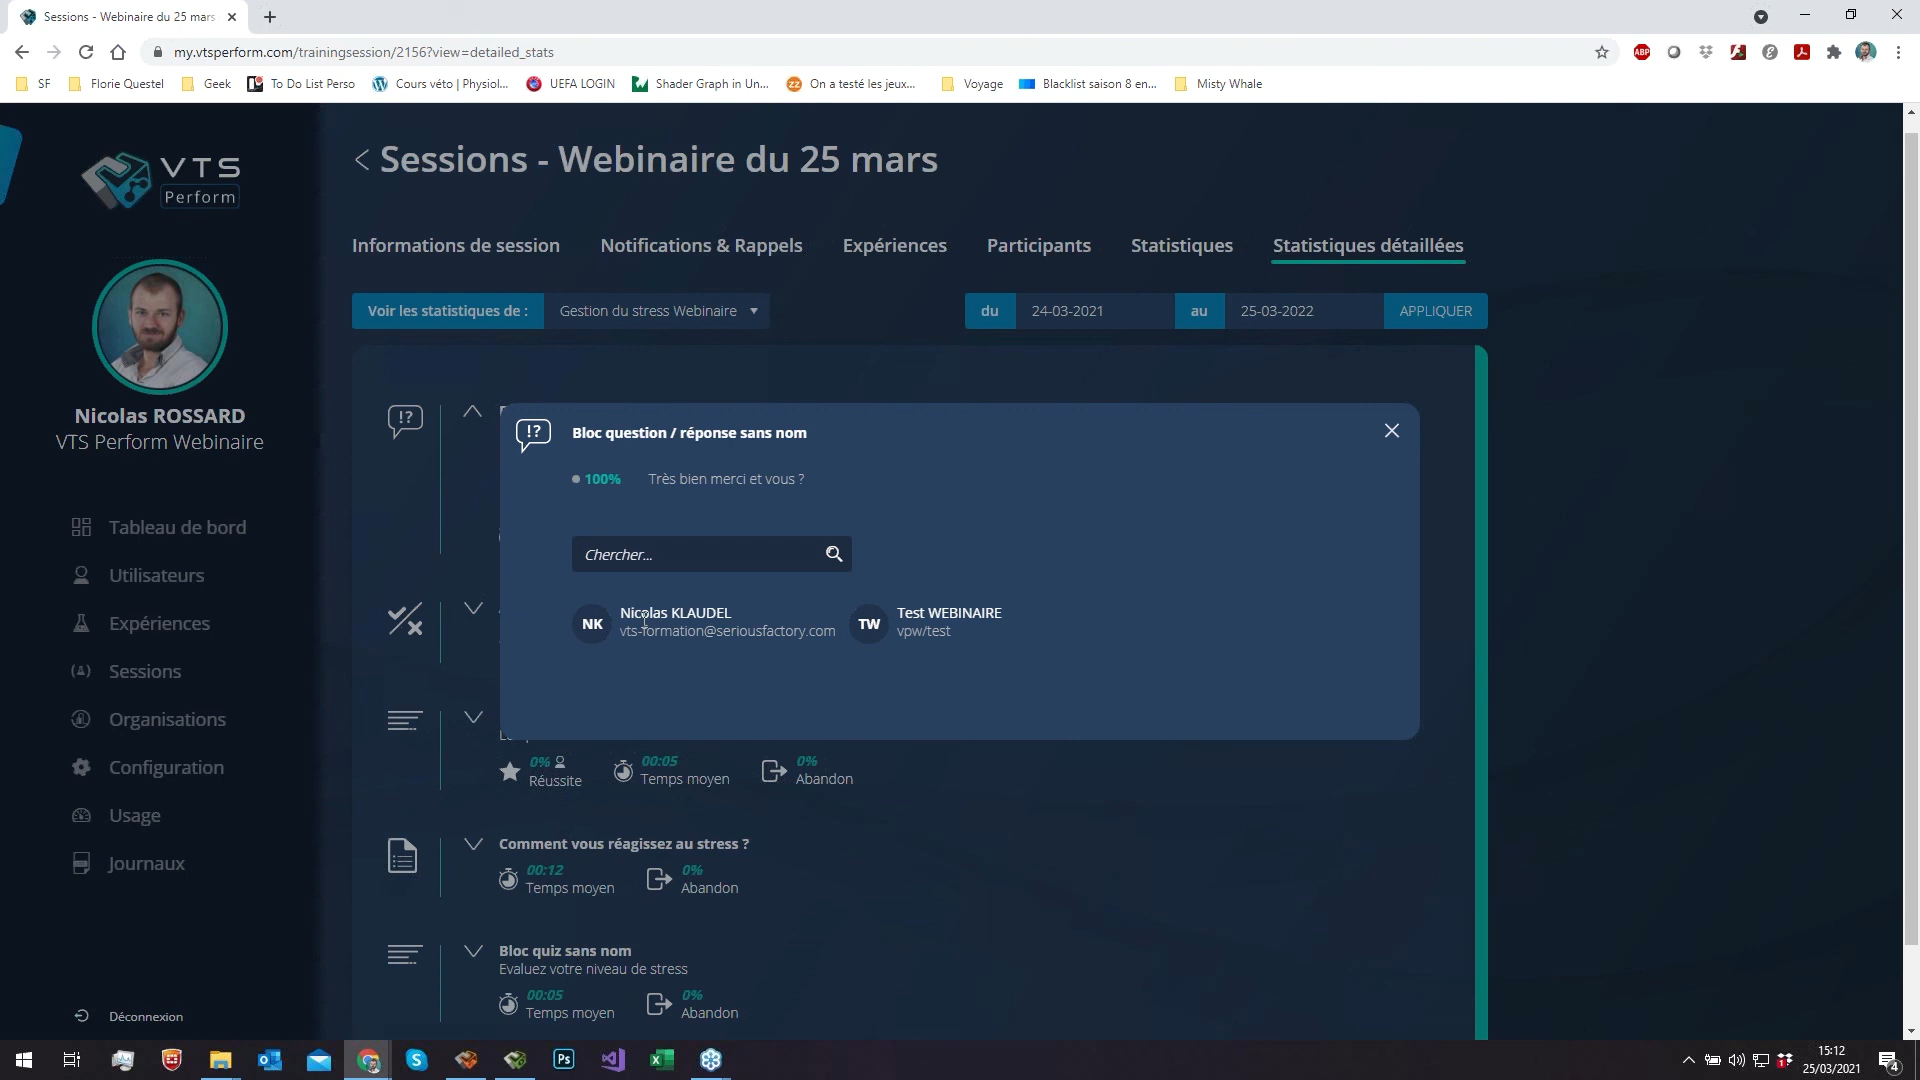 Sessions - Webinaire du 25 mars
my.vtsperform.com/trainingsession/2156?view=detailed_stats
ABP
SF
Florie Questel
Geek
To Do List Perso
Cours véto | Physiol...
UEFA LOGIN
Shader Graph in Un...
On a testé les jeux...
Voyage
Blacklist saison 8 en...
Misty Whale
VTS
Perform
Nicolas ROSSARD
VTS Perform Webinaire
Tableau de bord
Utilisateurs
Expériences
Sessions
Organisations
Configuration
Usage
Journaux
Déconnexion
< Sessions - Webinaire du 25 mars
Informations de session
Notifications & Rappels
Expériences
Participants
Statistiques
Statistiques détaillées
Voir les statistiques de :
Gestion du stress Webinaire
du
24-03-2021
au
25-03-2022
APPLIQUER
!?
!?
Bloc question / réponse sans nom
100% Très bien merci et vous ?
Chercher...
NK
Nicolas KLAUDEL
vts-formation@seriousfactory.com
TW
Test WEBINAIRE
vpw/test
0%
Réussite
00:05
Temps moyen
0%
Abandon
Comment vous réagissez au stress ?
00:12
Temps moyen
0%
Abandon
Bloc quiz sans nom
Evaluez votre niveau de stress
00:05
Temps moyen
0%
Abandon
Ps
15:12
25/03/2021
4